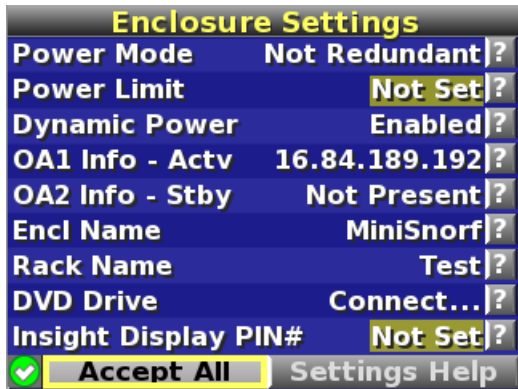 Enclosure Settings
Power Mode Not Redundant ?
Power Limit Not Set ?
Dynamic Power Enabled ?
OA1 Info - Actv 16.84.189.192 ?
OA2 Info - Stby Not Present ?
Encl Name MiniSnorf ?
Rack Name Test ?
DVD Drive Connect... ?
Insight Display PIN# Not Set ?
Accept All Settings Help